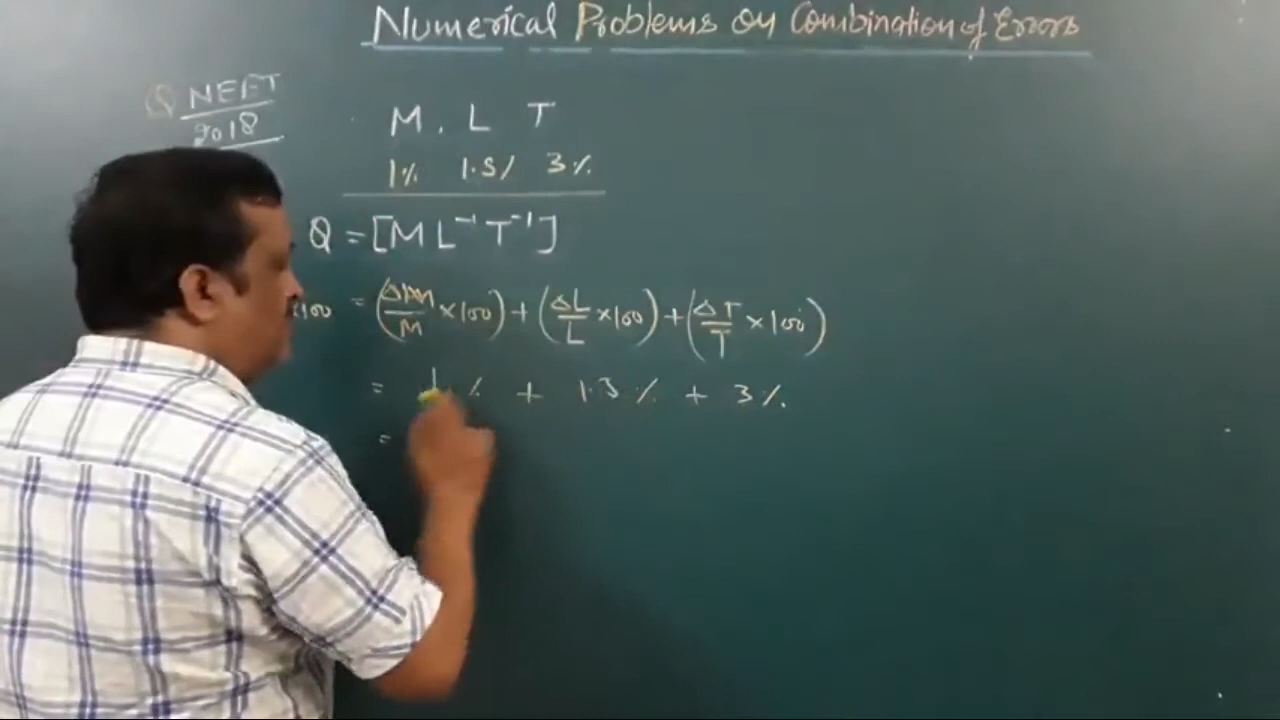 Numerical Problems on Combination of Errors
Q NEET
2018
M, L T
1% 1.5% 3%
Q = [M L⁻¹ T⁻¹]
x100 = (ΔM/M ×100) + (ΔL/L ×100) + (ΔT/T ×100)
= 1 % + 1.3 % + 3 %
=